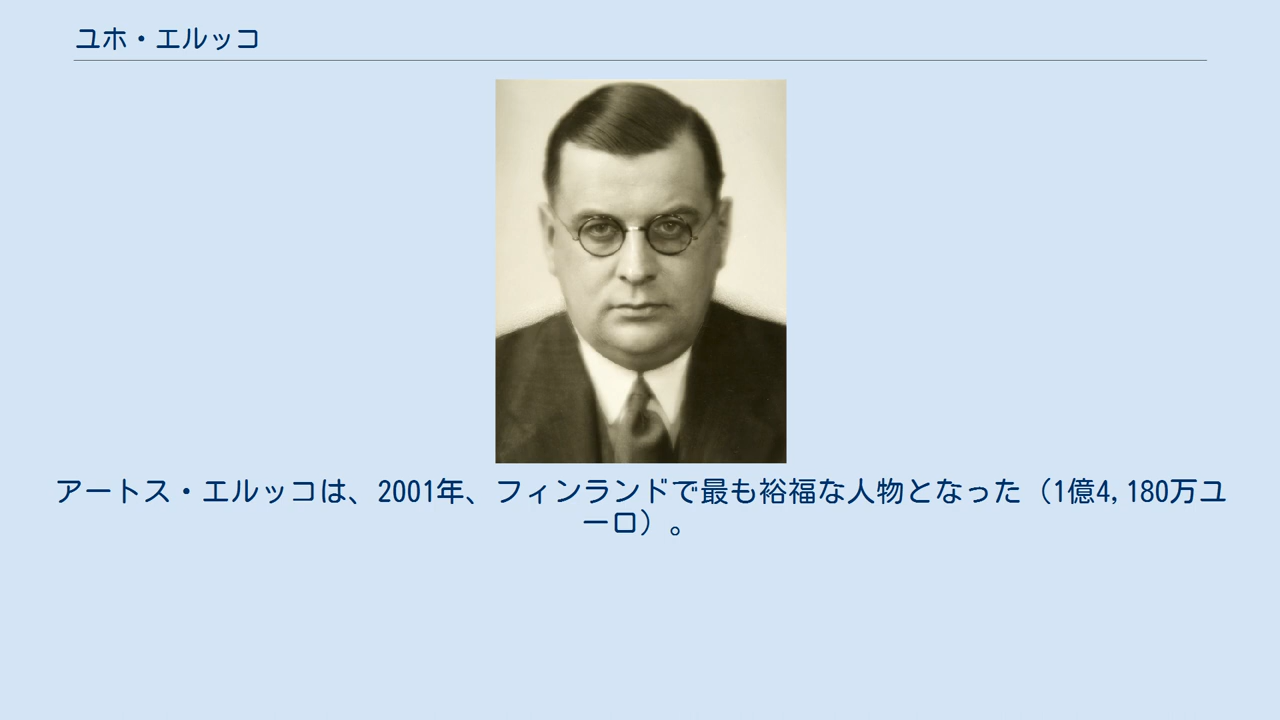 ユホ・エルッコ
アートス・エルッコは、2001年、フィンランドで最も裕福な人物となった（1億4,180万ユ
ーロ）。